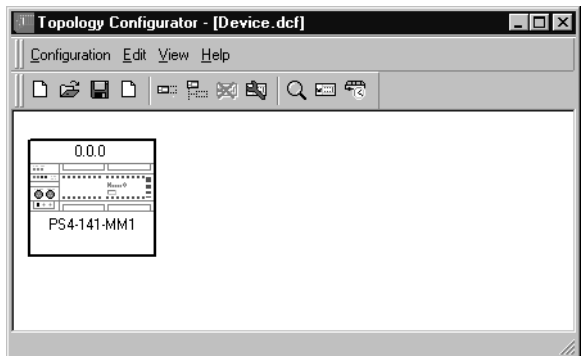 Topology Configurator - [Device.dcf]
Configuration Edit View Help
0.0.0
PS4-141-MM1